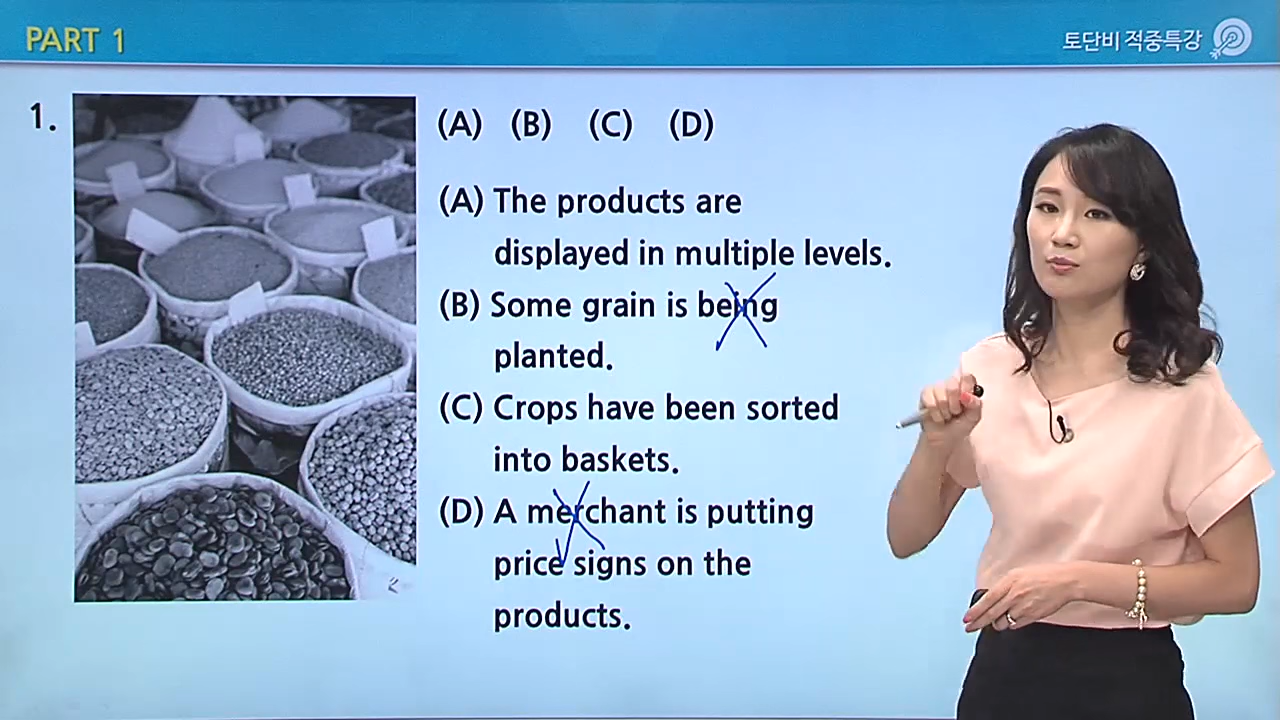 PART 1
토단비 적중특강
1.
(A) (B) (C) (D)
(A) The products are
displayed in multiple levels.
(B) Some grain is being
planted.
(C) Crops have been sorted
into baskets.
(D) A merchant is putting
price signs on the
products.